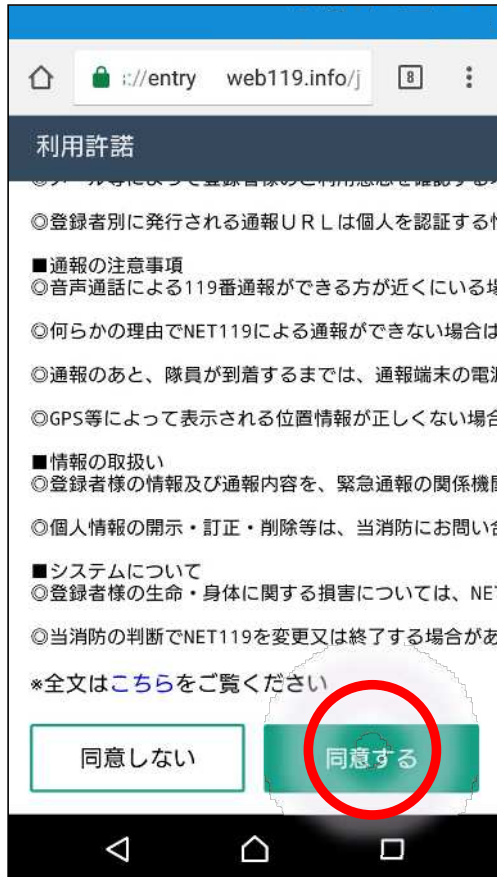 ://entry web119.info/j
8
利用許諾
◎登録者別に発行される通報ＵＲＬは個人を認証する
■通報の注意事項
◎音声通話による119番通報ができる方が近くにいる
◎何らかの理由でNET119による通報ができない場合は
◎通報のあと、隊員が到着するまでは、通報端末の電
◎GPS等によって表示される位置情報が正しくない場合
■情報の取扱い
◎登録者様の情報及び通報内容を、緊急通報の関係機
◎個人情報の開示・訂正・削除等は、当消防にお問い
■システムについて
◎登録者様の生命・身体に関する損害については、NET
◎当消防の判断でNET119を変更又は終了する場合があ
※全文はこちらをご覧ください
同意しない
同意する